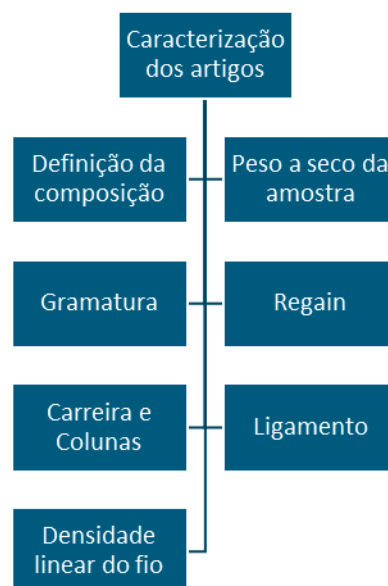 Caracterização
dos artigos
Definição da
composição
Peso a seco da
amostra
Gramatura
Regain
Carreira e
Colunas
Ligamento
Densidade
linear do fio